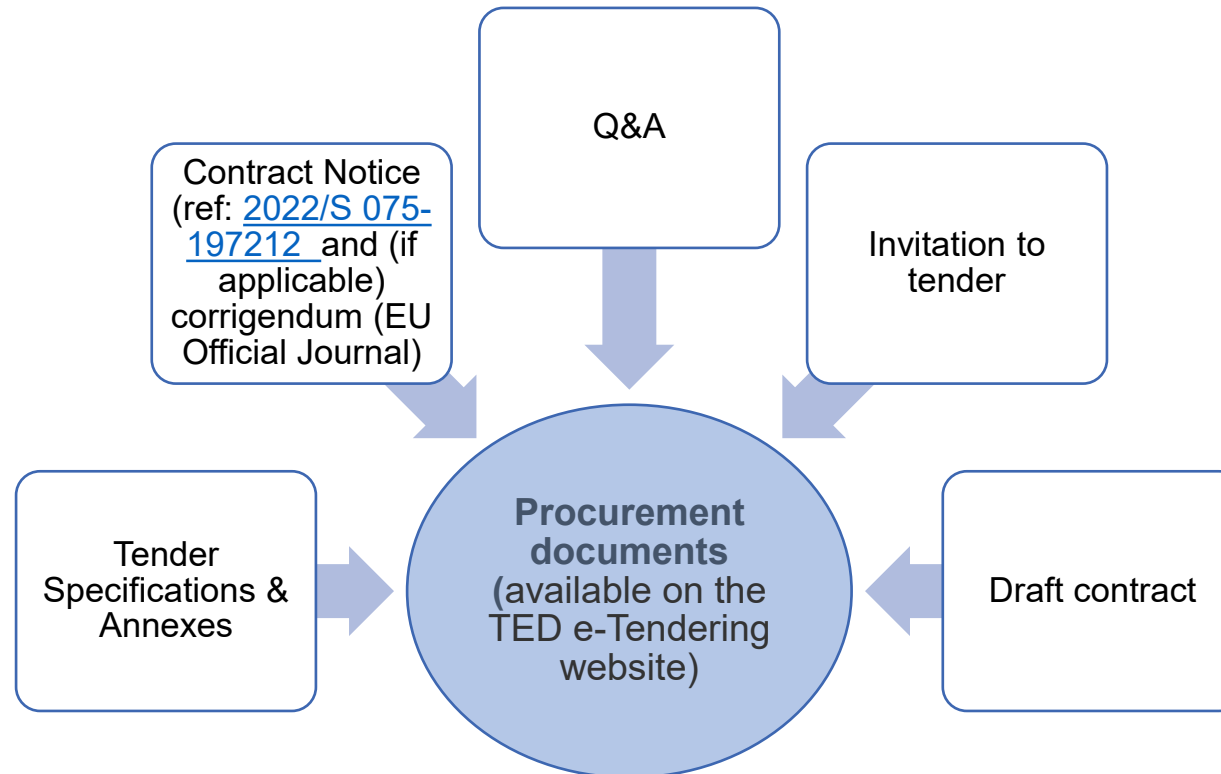 Q&A
Contract Notice
(ref: 2022/S 075-
197212 and (if
applicable)
corrigendum (EU
Official Journal)
Invitation to
tender
Tender
Specifications &
Annexes
Procurement
documents
(available on the
TED e-Tendering
website)
Draft contract